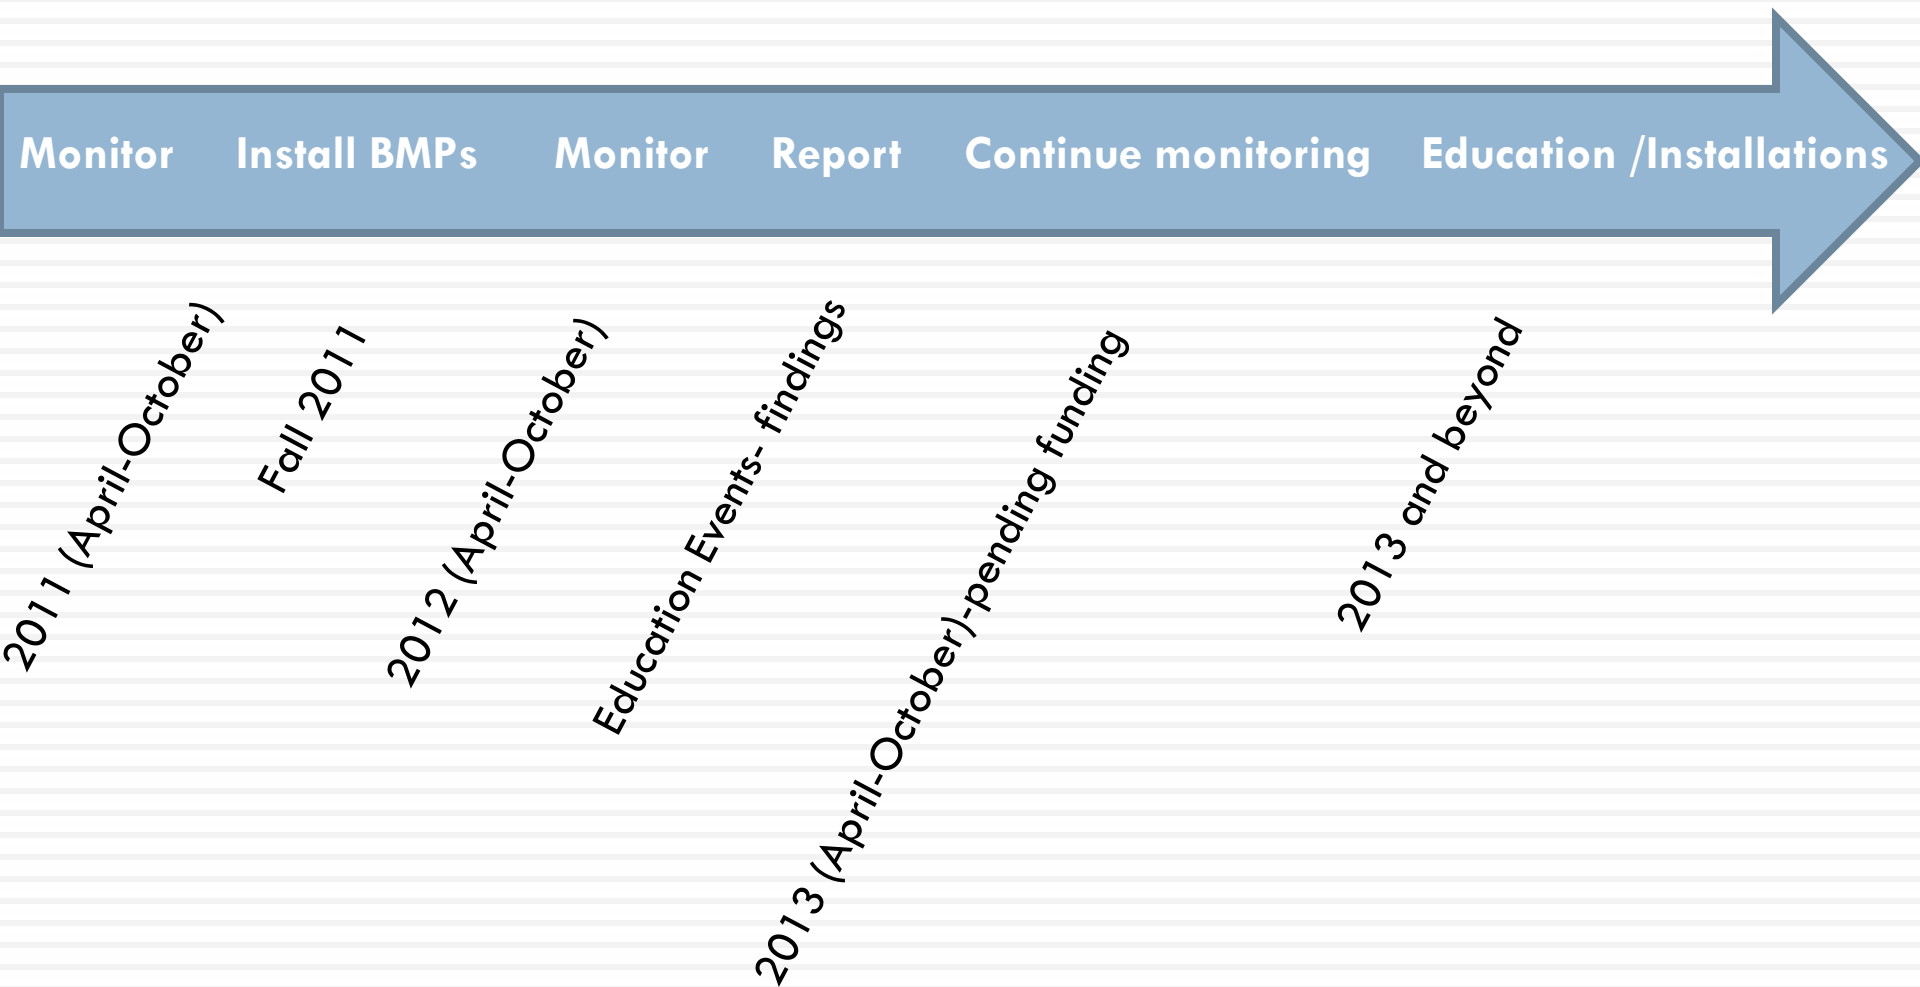 Monitor Install BMPs Monitor Report Continue monitoring Education /Installations
2011 (April-October)
Fall 2011
2012 (April-October)
Education Events- findings
2013 (April-October)-pending funding
2013 and beyond